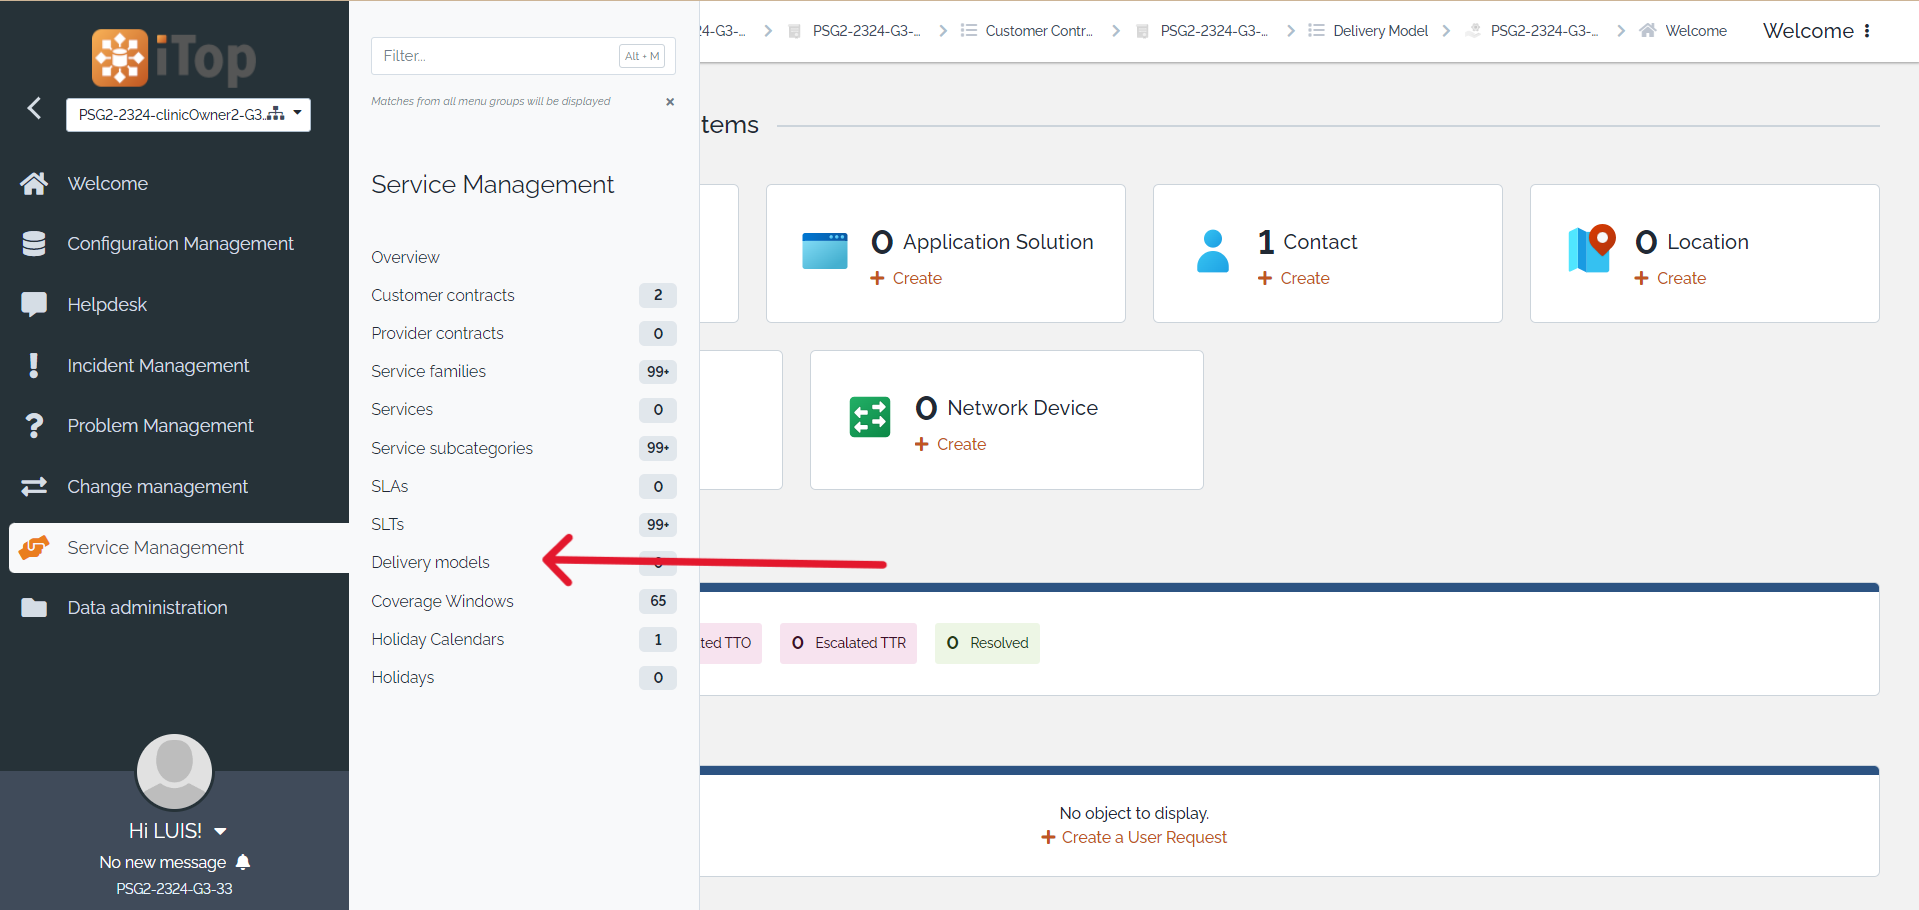 iTop
PSG2-2324-clinicOwner2-G3...
Welcome
Configuration Management
Helpdesk
Incident Management
Problem Management
Change management
Service Management
Data administration
Hi LUIS!
No new message
PSG2-2324-G3-33
Filter...
Alt + M
Matches from all menu groups will be displayed
×
Service Management
Overview
Customer contracts 2
Provider contracts 0
Service families 99+
Services 0
Service subcategories 99+
SLAs 0
SLTs 99+
Delivery models
Coverage Windows 65
Holiday Calendars 1
Holidays 0
24-G3-... PSG2-2324-G3-... Customer Contr... PSG2-2324-G3-... Delivery Model PSG2-2324-G3-... Welcome
Welcome
tems
0 Application Solution
+ Create
1 Contact
+ Create
0 Location
+ Create
0 Network Device
+ Create
ted TTO
0 Escalated TTR
0 Resolved
No object to display.
+ Create a User Request